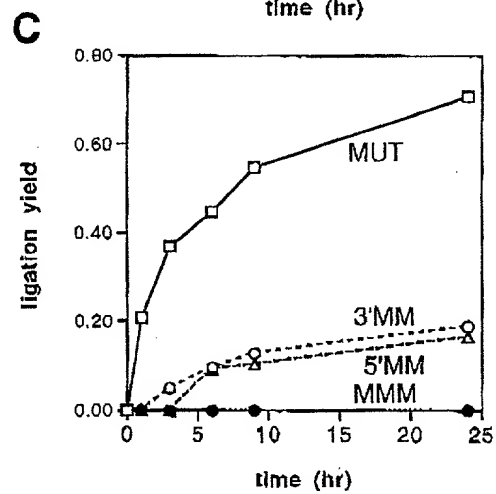 time (hr)
C
0.80
0.60
0.40
0.20
0.00
ligation yield
MUT
3'MM
5'MM
MMM
0 5 10 15 20 25
time (hr)